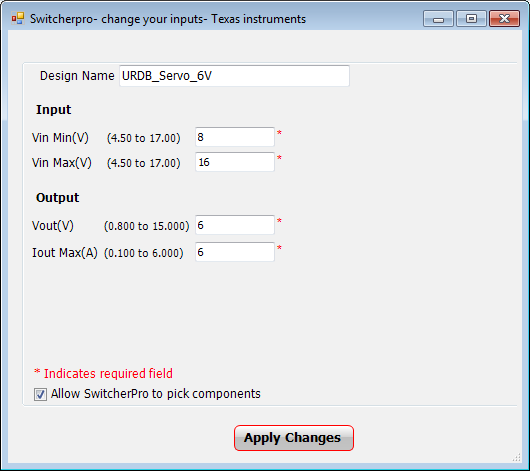 Switcherpro- change your inputs- Texas instruments
Design Name URDB_Servo_6V
Input
Vin Min(V) (4.50 to 17.00) 8 *
Vin Max(V) (4.50 to 17.00) 16 *
Output
Vout(V) (0.800 to 15.000) 6 *
Iout Max(A) (0.100 to 6.000) 6 *
* Indicates required field
Allow SwitcherPro to pick components
Apply Changes